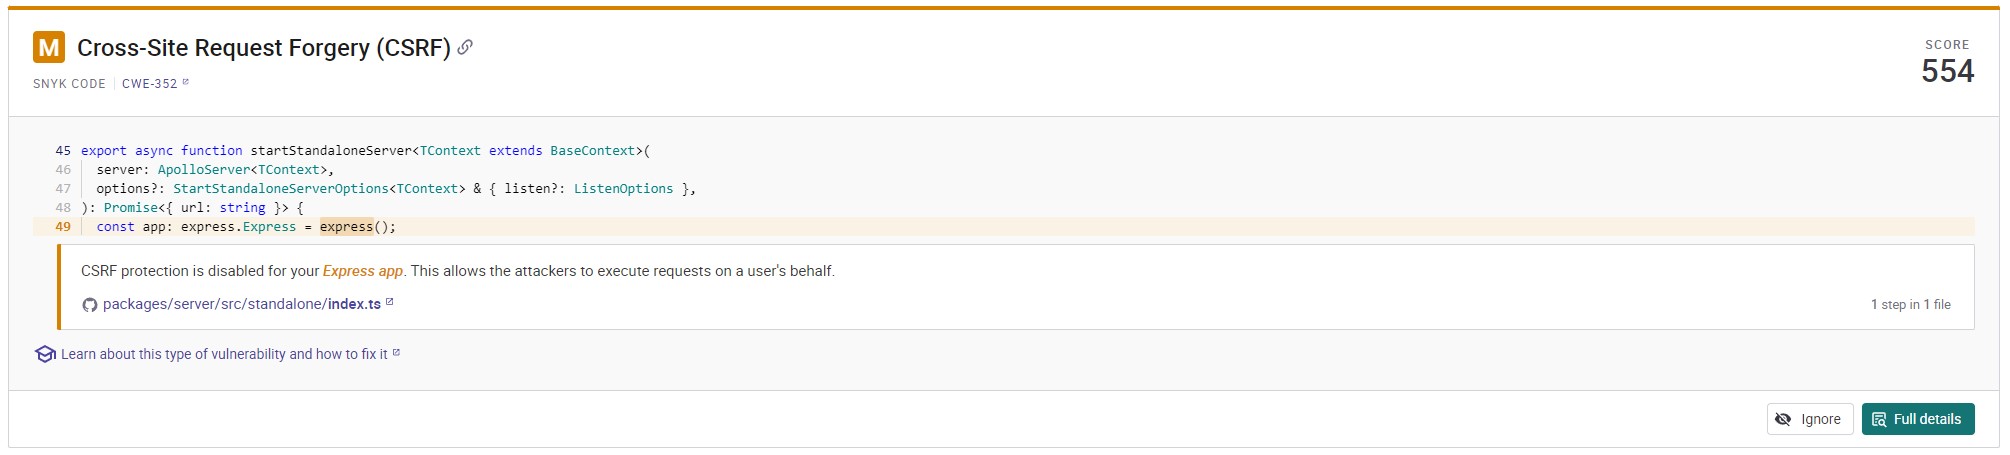 M Cross-Site Request Forgery (CSRF)
SCORE
554
SNYK CODE CWE-352
45 export async function startStandaloneServer<TContext extends BaseContext>(
46 server: ApolloServer<TContext>,
47 options?: StartStandaloneServerOptions<TContext> & { listen?: ListenOptions },
48 ): Promise<{ url: string }> {
49 const app: express.Express = express();
CSRF protection is disabled for your Express app. This allows the attackers to execute requests on a user's behalf.
packages/server/src/standalone/index.ts
1 step in 1 file
Learn about this type of vulnerability and how to fix it
Ignore
Full details